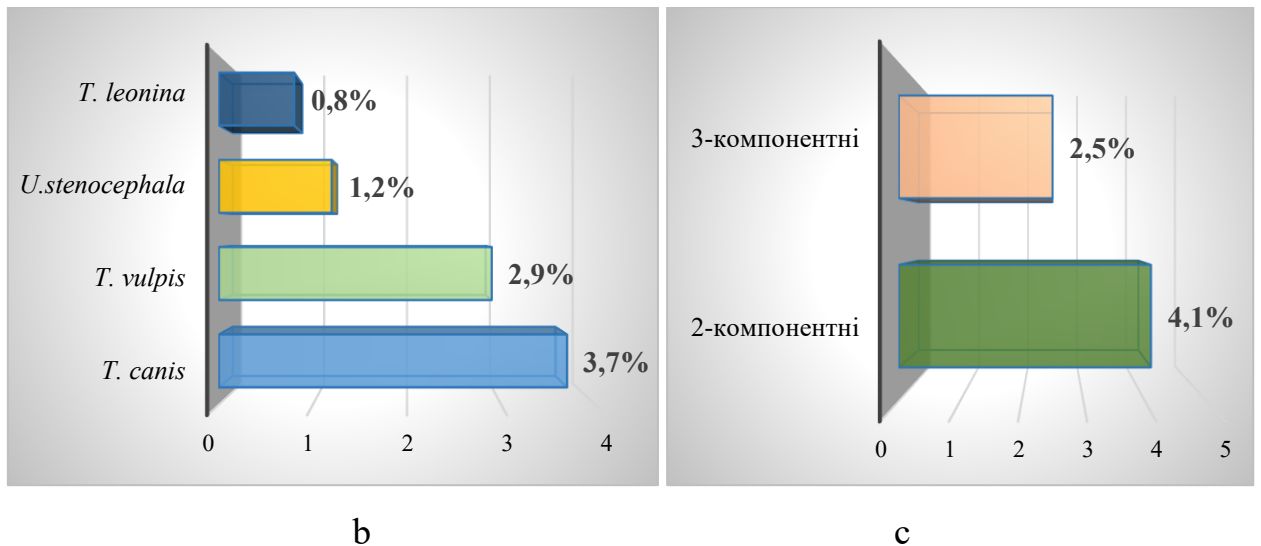 T. leonina
0,8%
U.stenocephala
1,2%
T. vulpis
2,9%
T. canis
3,7%
0 1 2 3 4
b
3-компонентні
2,5%
2-компонентні
4,1%
0 1 2 3 4 5
c